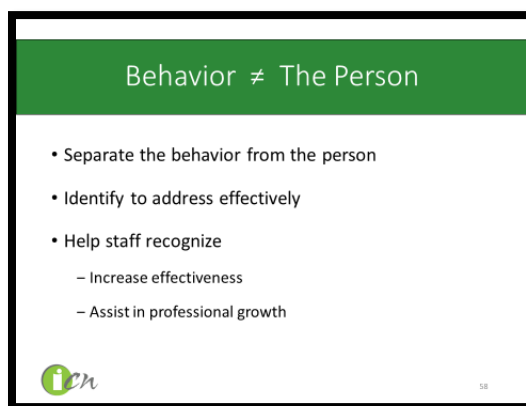 Behavior ≠ The Person
• Separate the behavior from the person
• Identify to address effectively
• Help staff recognize
– Increase effectiveness
– Assist in professional growth
icn
58